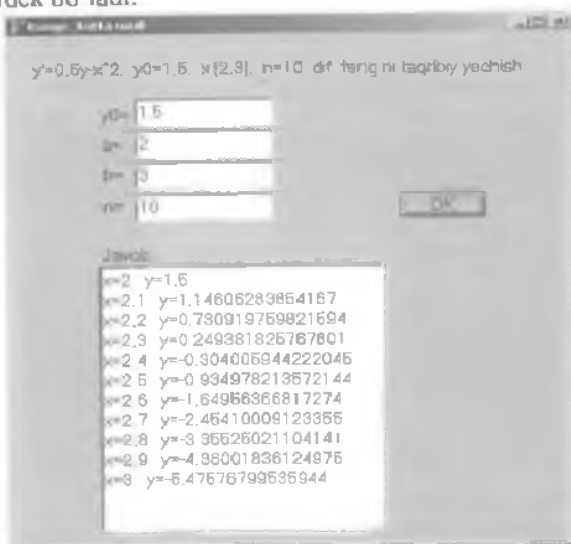 y'=0.5y-x^2. y0=1.5. x[2,3]. n=10 dif teng ni taqribiy yechish
y0= 1.5
a= 2
b= 3
n= 10
OK
Javob:
x=2 y=1.5
x=2.1 y=1.14606283854167
x=2.2 y=0.730919759821594
x=2.3 y=0.249381825767601
x=2.4 y=-0.304005944222045
x=2.5 y=-0.934978213572144
x=2.6 y=-1.64956366817274
x=2.7 y=-2.45410009123355
x=2.8 y=-3.35526021104141
x=2.9 y=-4.36001836124975
x=3 y=-5.47576799535944